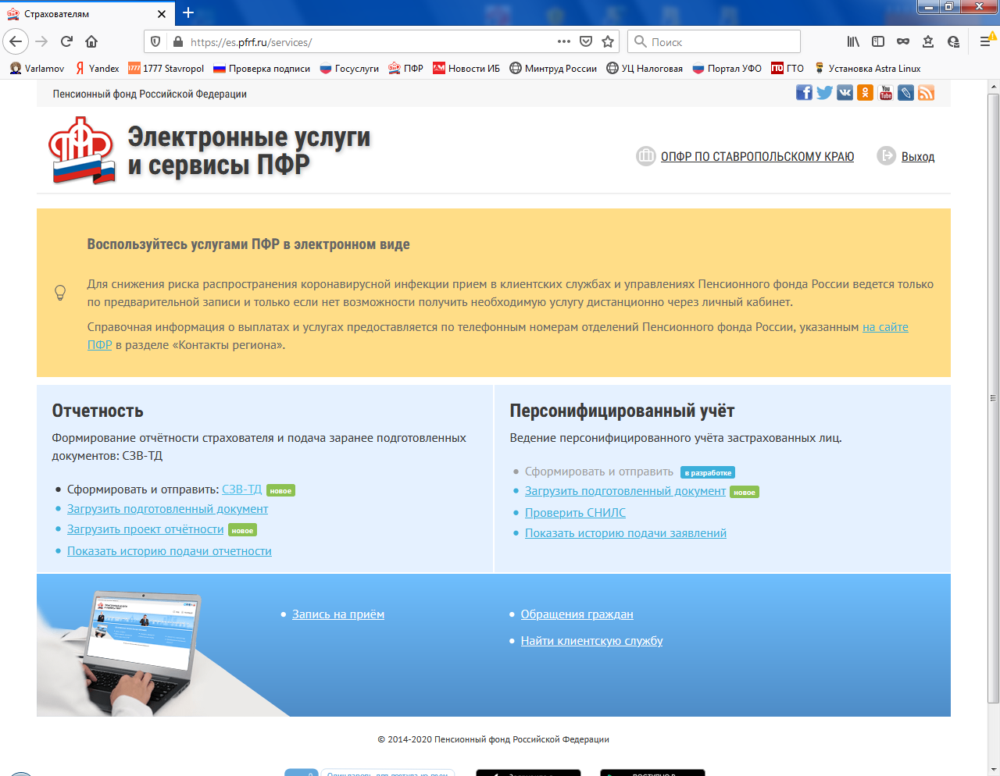 Страхователям
https://es.pfrf.ru/services/
Поиск
Varlamov
Yandex
1777 Stavropol
Проверка подписи
Госуслуги
ПФР
Новости ИБ
Минтруд России
УЦ Налоговая
Портал УФО
ГТО
Установка Astra Linux
Пенсионный фонд Российской Федерации
Электронные услуги
и сервисы ПФР
ОПФР ПО СТАВРОПОЛЬСКОМУ КРАЮ
Выход
Воспользуйтесь услугами ПФР в электронном виде
Для снижения риска распространения коронавирусной инфекции прием в клиентских службах и управлениях Пенсионного фонда России ведется только
по предварительной записи и только если нет возможности получить необходимую услугу дистанционно через личный кабинет.
Справочная информация о выплатах и услугах предоставляется по телефонным номерам отделений Пенсионного фонда России, указанным на сайте
ПФР в разделе «Контакты региона».
Отчетность
Формирование отчётности страхователя и подача заранее подготовленных
документов: СЗВ-ТД
Сформировать и отправить: СЗВ-ТД новое
Загрузить подготовленный документ
Загрузить проект отчётности новое
Показать историю подачи отчетности
Персонифицированный учёт
Ведение персонифицированного учёта застрахованных лиц.
Сформировать и отправить в разработке
Загрузить подготовленный документ новое
Проверить СНИЛС
Показать историю подачи заявлений
Запись на приём
Обращения граждан
Найти клиентскую службу
© 2014-2020 Пенсионный фонд Российской Федерации